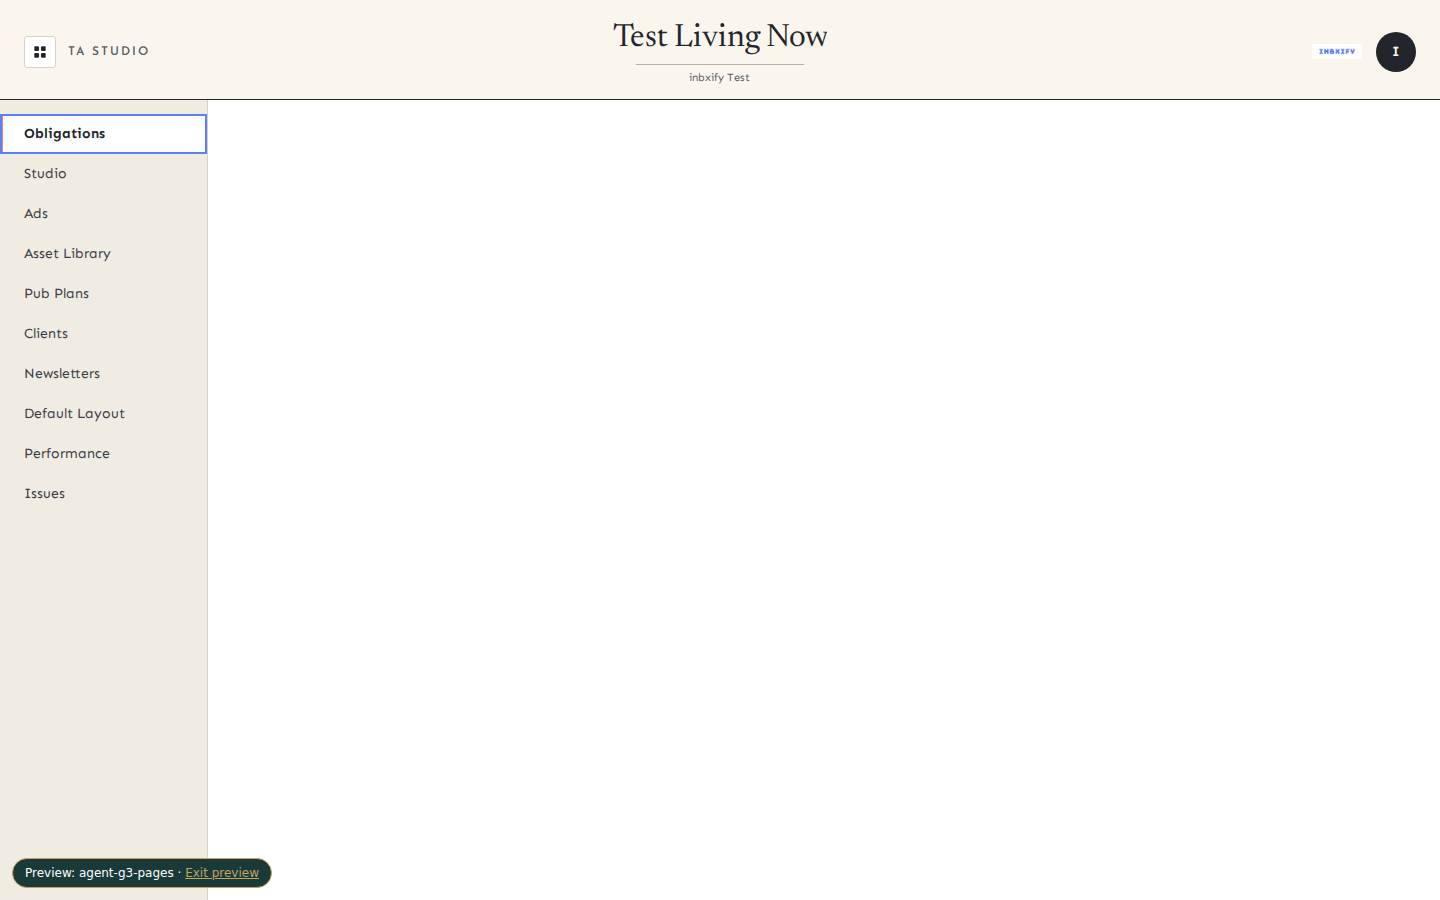 TA STUDIO
Test Living Now
inbxify Test
INBXIFY
I
Obligations
Studio
Ads
Asset Library
Pub Plans
Clients
Newsletters
Default Layout
Performance
Issues
Preview: agent-g3-pages · Exit preview